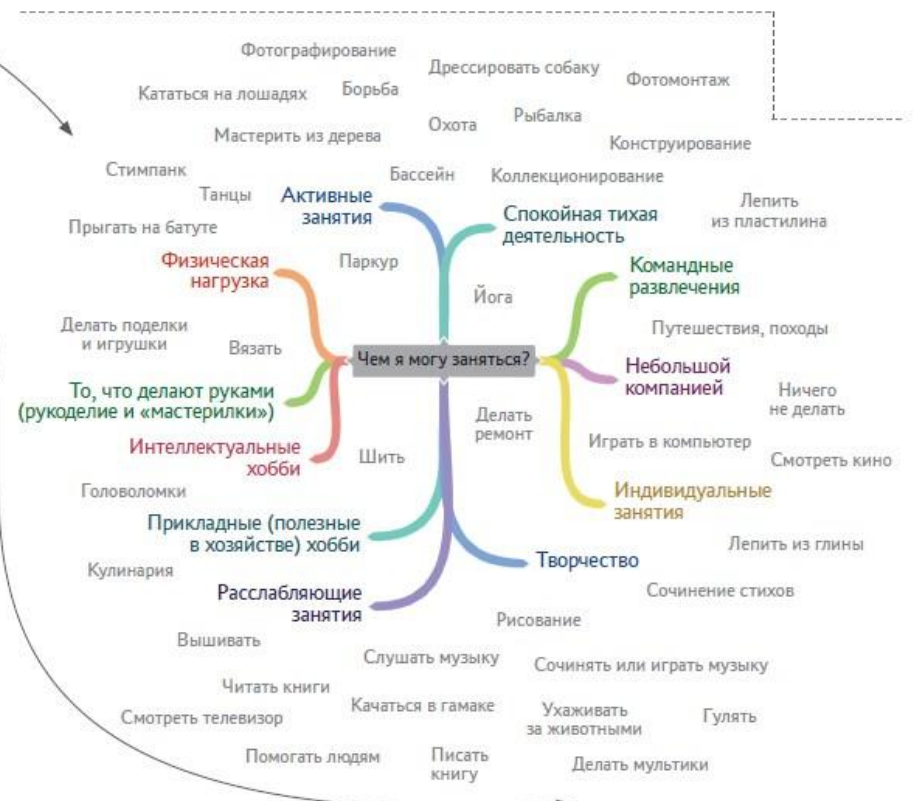 Фотографирование
Дрессировать собаку
Фотомонтаж
Кататься на лошадях
Борьба
Рыбалка
Охота
Мастерить из дерева
Конструирование
Стимпанк
Бассейн
Коллекционирование
Танцы
Активные
занятия
Лепить
из пластилина
Спокойная тихая
деятельность
Прыгать на батуте
Физическая
нагрузка
Паркур
Командные
развлечения
Йога
Делать поделки
и игрушки
Вязать
Путешествия, походы
Чем я могу заняться?
Небольшой
компанией
То, что делают руками
(рукоделие и «мастерилки»)
Ничего
не делать
Делать
ремонт
Интеллектуальные
хобби
Шить
Играть в компьютер
Смотреть кино
Головоломки
Индивидуальные
занятия
Прикладные (полезные
в хозяйстве) хобби
Творчество
Лепить из глины
Кулинария
Расслабляющие
занятия
Сочинение стихов
Рисование
Вышивать
Слушать музыку
Сочинять или играть музыку
Читать книги
Смотреть телевизор
Качаться в гамаке
Ухаживать
за животными
Гулять
Помогать людям
Писать
книгу
Делать мультики